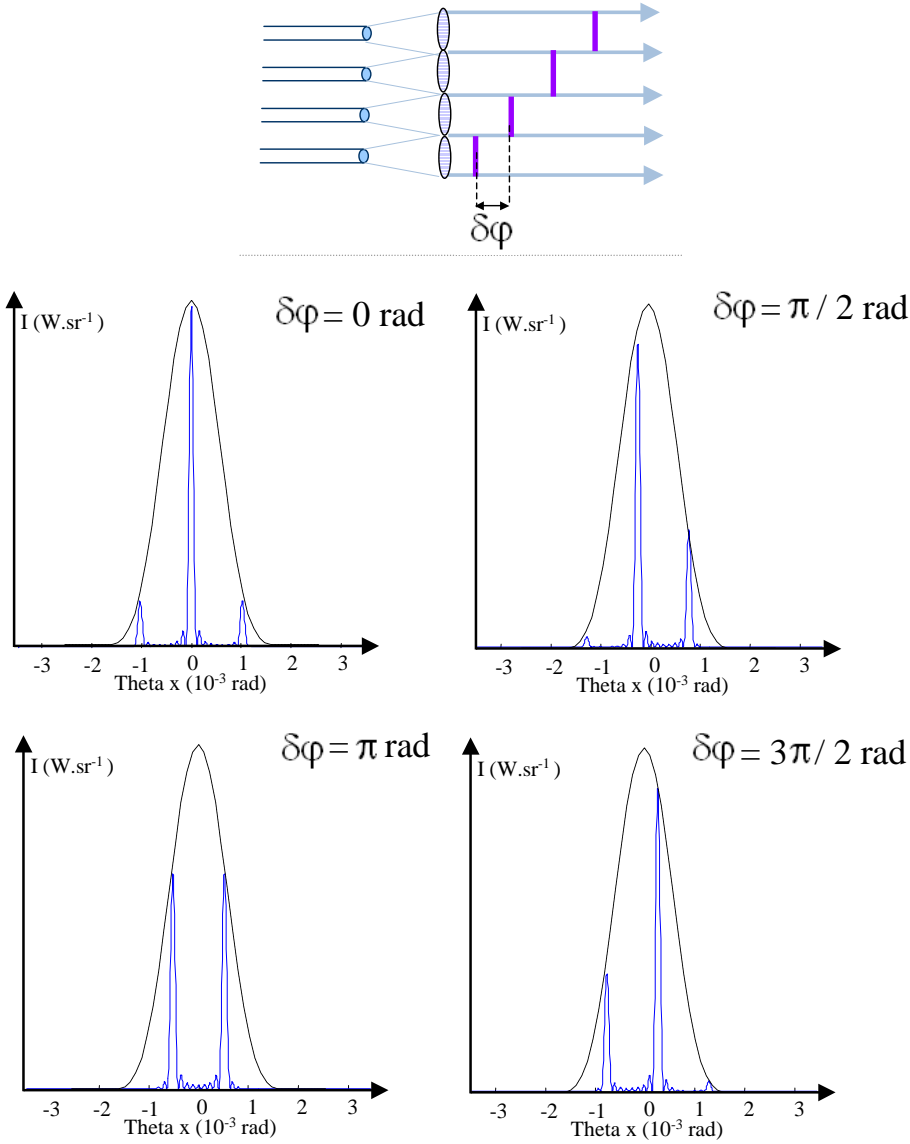 δφ
δφ = 0 rad
I (W.sr-1)
-3 -2 -1 0 1 2 3
Theta x (10-3 rad)
δφ = π / 2 rad
I (W.sr-1)
-3 -2 -1 0 1 2 3
Theta x (10-3 rad)
δφ = π rad
I (W.sr-1)
-3 -2 -1 0 1 2 3
Theta x (10-3 rad)
δφ = 3π / 2 rad
I (W.sr-1)
-3 -2 -1 0 1 2 3
Theta x (10-3 rad)